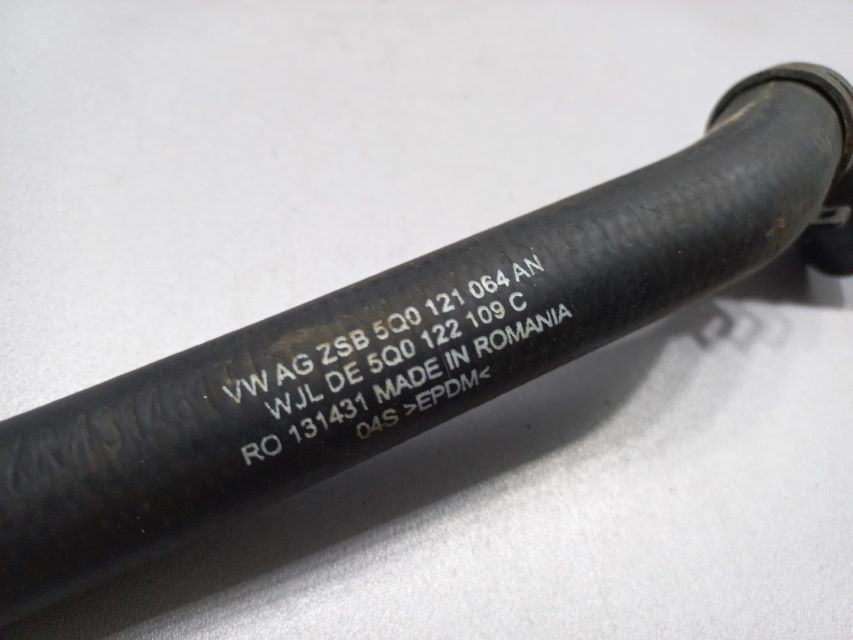 VW AG ZSB 5Q0 121 064 AN
WJL DE 5Q0 122 109 C
RO 131431 MADE IN ROMANIA
04S >EPDM<